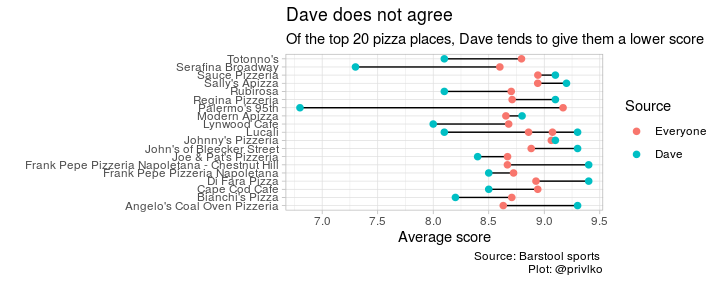 Dave does not agree
Of the top 20 pizza places, Dave tends to give them a lower score
Totonno's
Serafina Broadway
Sauce Pizzeria
Sally's Apizza
Rubirosa
Regina Pizzeria
Palermo's 95th
Modern Apizza
Lynwood Cafe
Lucali
Johnny's Pizzeria
John's of Bleecker Street
Joe & Pat's Pizzeria
Frank Pepe Pizzeria Napoletana - Chestnut Hill
Frank Pepe Pizzeria Napoletana
Di Fara Pizza
Cape Cod Cafe
Bianchi's Pizza
Angelo's Coal Oven Pizzeria
7.0 7.5 8.0 8.5 9.0 9.5
Average score
Source
Everyone
Dave
Source: Barstool sports
Plot: @privlko